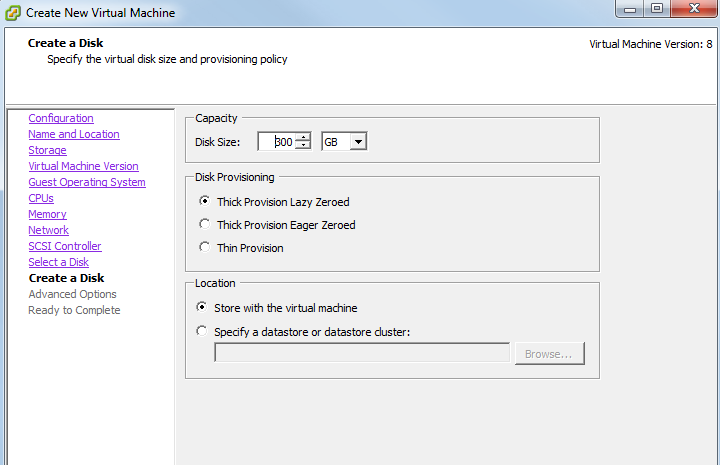 Create New Virtual Machine
Create a Disk
Specify the virtual disk size and provisioning policy
Virtual Machine Version: 8
Configuration
Name and Location
Storage
Virtual Machine Version
Guest Operating System
CPUs
Memory
Network
SCSI Controller
Select a Disk
Create a Disk
Advanced Options
Ready to Complete
Capacity
Disk Size: 300 GB
Disk Provisioning
Thick Provision Lazy Zeroed
Thick Provision Eager Zeroed
Thin Provision
Location
Store with the virtual machine
Specify a datastore or datastore cluster:
Browse...